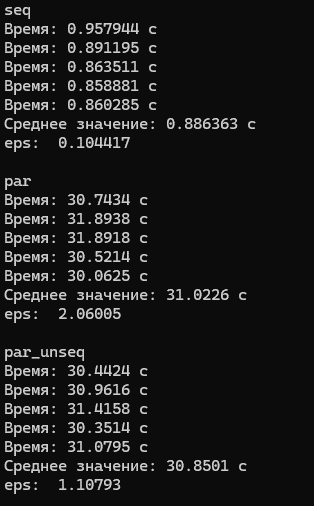 seq
Время: 0.957944 с
Время: 0.891195 с
Время: 0.863511 с
Время: 0.858881 с
Время: 0.860285 с
Среднее значение: 0.886363 с
eps:  0.104417
par
Время: 30.7434 с
Время: 31.8938 с
Время: 31.8918 с
Время: 30.5214 с
Время: 30.0625 с
Среднее значение: 31.0226 с
eps:  2.06005
par_unseq
Время: 30.4424 с
Время: 30.9616 с
Время: 31.4158 с
Время: 30.3514 с
Время: 31.0795 с
Среднее значение: 30.8501 с
eps:  1.10793